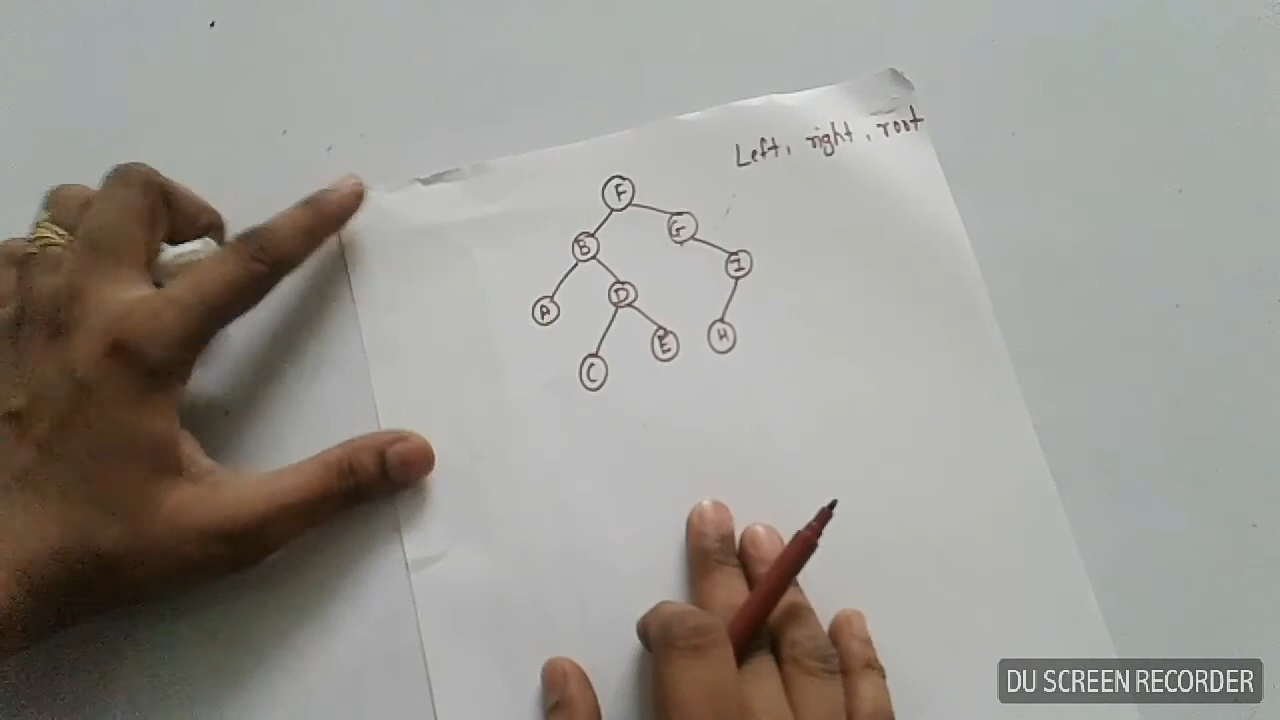 Left, right, root
F
G
B
I
D
A
H
E
C
DU SCREEN RECORDER